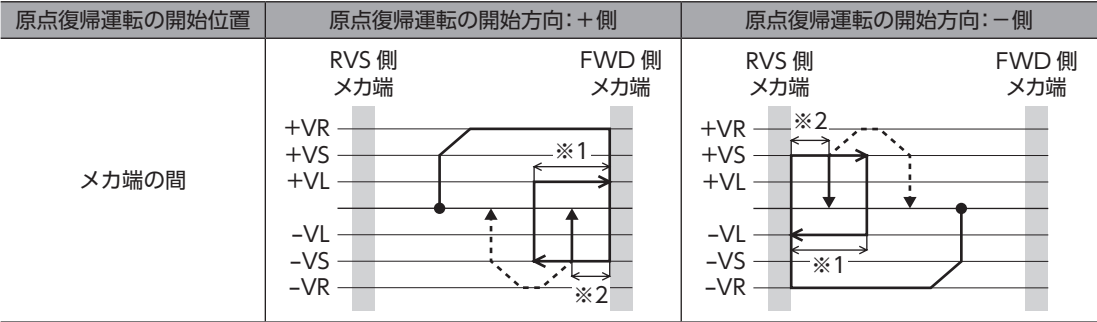 原点復帰運転の開始位置
原点復帰運転の開始方向：＋側
原点復帰運転の開始方向：－側
メカ端の間
RVS 側
メカ端
FWD 側
メカ端
+VR
+VS
+VL
−VL
−VS
−VR
※1
※2
RVS 側
メカ端
FWD 側
メカ端
+VR
+VS
+VL
−VL
−VS
−VR
※2
※1